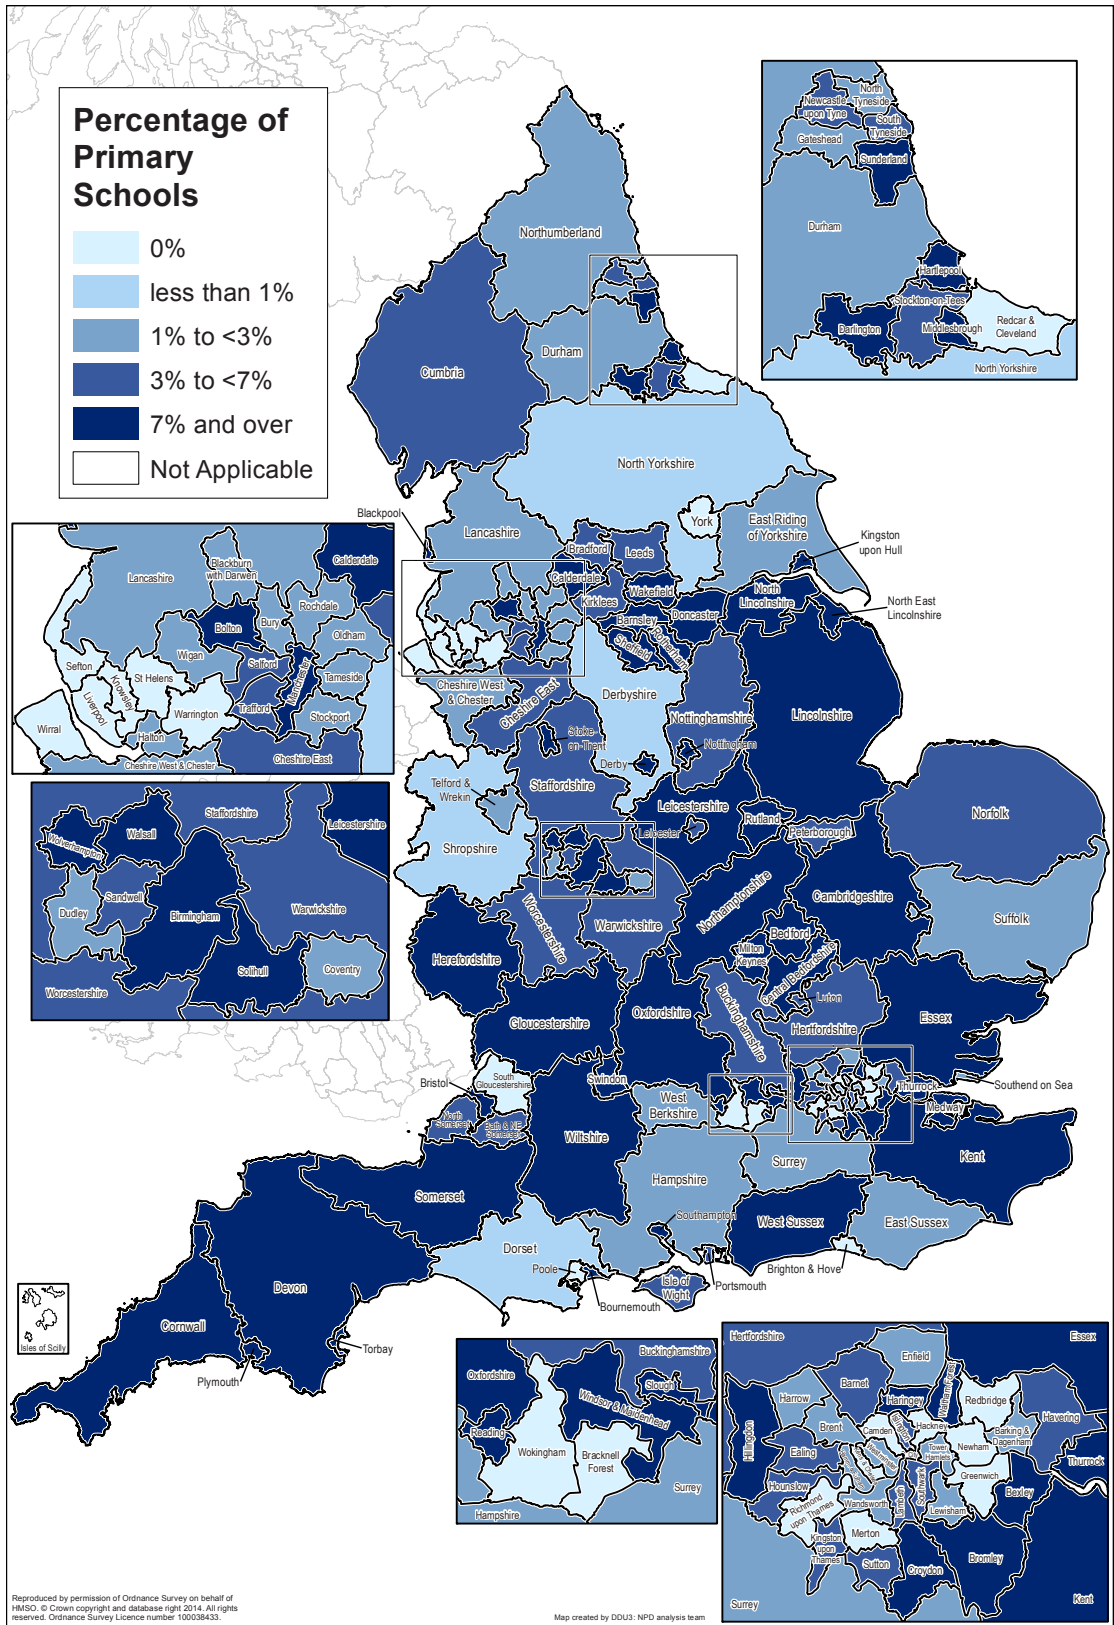 Percentage of
Primary
Schools
0%
less than 1%
1% to <3%
3% to <7%
7% and over
Not Applicable
North
Tyneside
Newcastle
upon Tyne
South
Tyneside
Gateshead
Sunderland
Durham
Hartlepool
Stockton-on-Tees
Darlington
Middlesbrough
Redcar &
Cleveland
North Yorkshire
Northumberland
Durham
Cumbria
North Yorkshire
York
East Riding
of Yorkshire
Kingston
upon Hull
Blackpool
Lancashire
Bradford
Leeds
Calderdale
Kirklees
Wakefield
Barnsley
Doncaster
Sheffield
Rotherham
North
Lincolnshire
North East
Lincolnshire
Cheshire West
& Chester
Cheshire East
Derbyshire
Nottinghamshire
Nottingham
Lincolnshire
Stoke-
on-Trent
Derby
Staffordshire
Telford &
Wrekin
Shropshire
Leicestershire
Leicester
Rutland
Peterborough
Norfolk
Suffolk
Cambridgeshire
Northamptonshire
Bedford
Milton
Keynes
Central Bedfordshire
Luton
Hertfordshire
Essex
Worcestershire
Warwickshire
Herefordshire
Gloucestershire
Oxfordshire
Buckinghamshire
South
Gloucestershire
Bristol
North
Somerset
Bath & NE
Somerset
Swindon
Wiltshire
West
Berkshire
Thurrock
Southend on Sea
Medway
Kent
Surrey
Hampshire
Somerset
Southampton
West Sussex
East Sussex
Brighton & Hove
Portsmouth
Isle of
Wight
Dorset
Poole
Bournemouth
Devon
Cornwall
Torbay
Plymouth
Isles of Scilly
Lancashire
Blackburn
with Darwen
Calderdale
Rochdale
Bury
Bolton
Oldham
Wigan
Sefton
St Helens
Salford
Tameside
Manchester
Knowsley
Liverpool
Trafford
Stockport
Warrington
Wirral
Halton
Cheshire West & Chester
Cheshire East
Staffordshire
Leicestershire
Walsall
Wolverhampton
Sandwell
Dudley
Birmingham
Warwickshire
Solihull
Coventry
Worcestershire
Oxfordshire
Buckinghamshire
Slough
Windsor & Maidenhead
Reading
Wokingham
Bracknell
Forest
Surrey
Hampshire
Hertfordshire
Essex
Enfield
Barnet
Harrow
Haringey
Waltham Forest
Redbridge
Havering
Hillingdon
Brent
Camden
Islington
Hackney
Barking &
Dagenham
Ealing
Westminster
Tower
Hamlets
Newham
Thurrock
Hounslow
Greenwich
Bexley
Richmond
upon Thames
Wandsworth
Lambeth
Southwark
Lewisham
Merton
Kingston
upon
Thames
Sutton
Croydon
Bromley
Surrey
Kent
Reproduced by permission of Ordnance Survey on behalf of
HMSO. © Crown copyright and database right 2014. All rights
reserved. Ordnance Survey Licence number 100038433.
Map created by DDU3: NPD analysis team